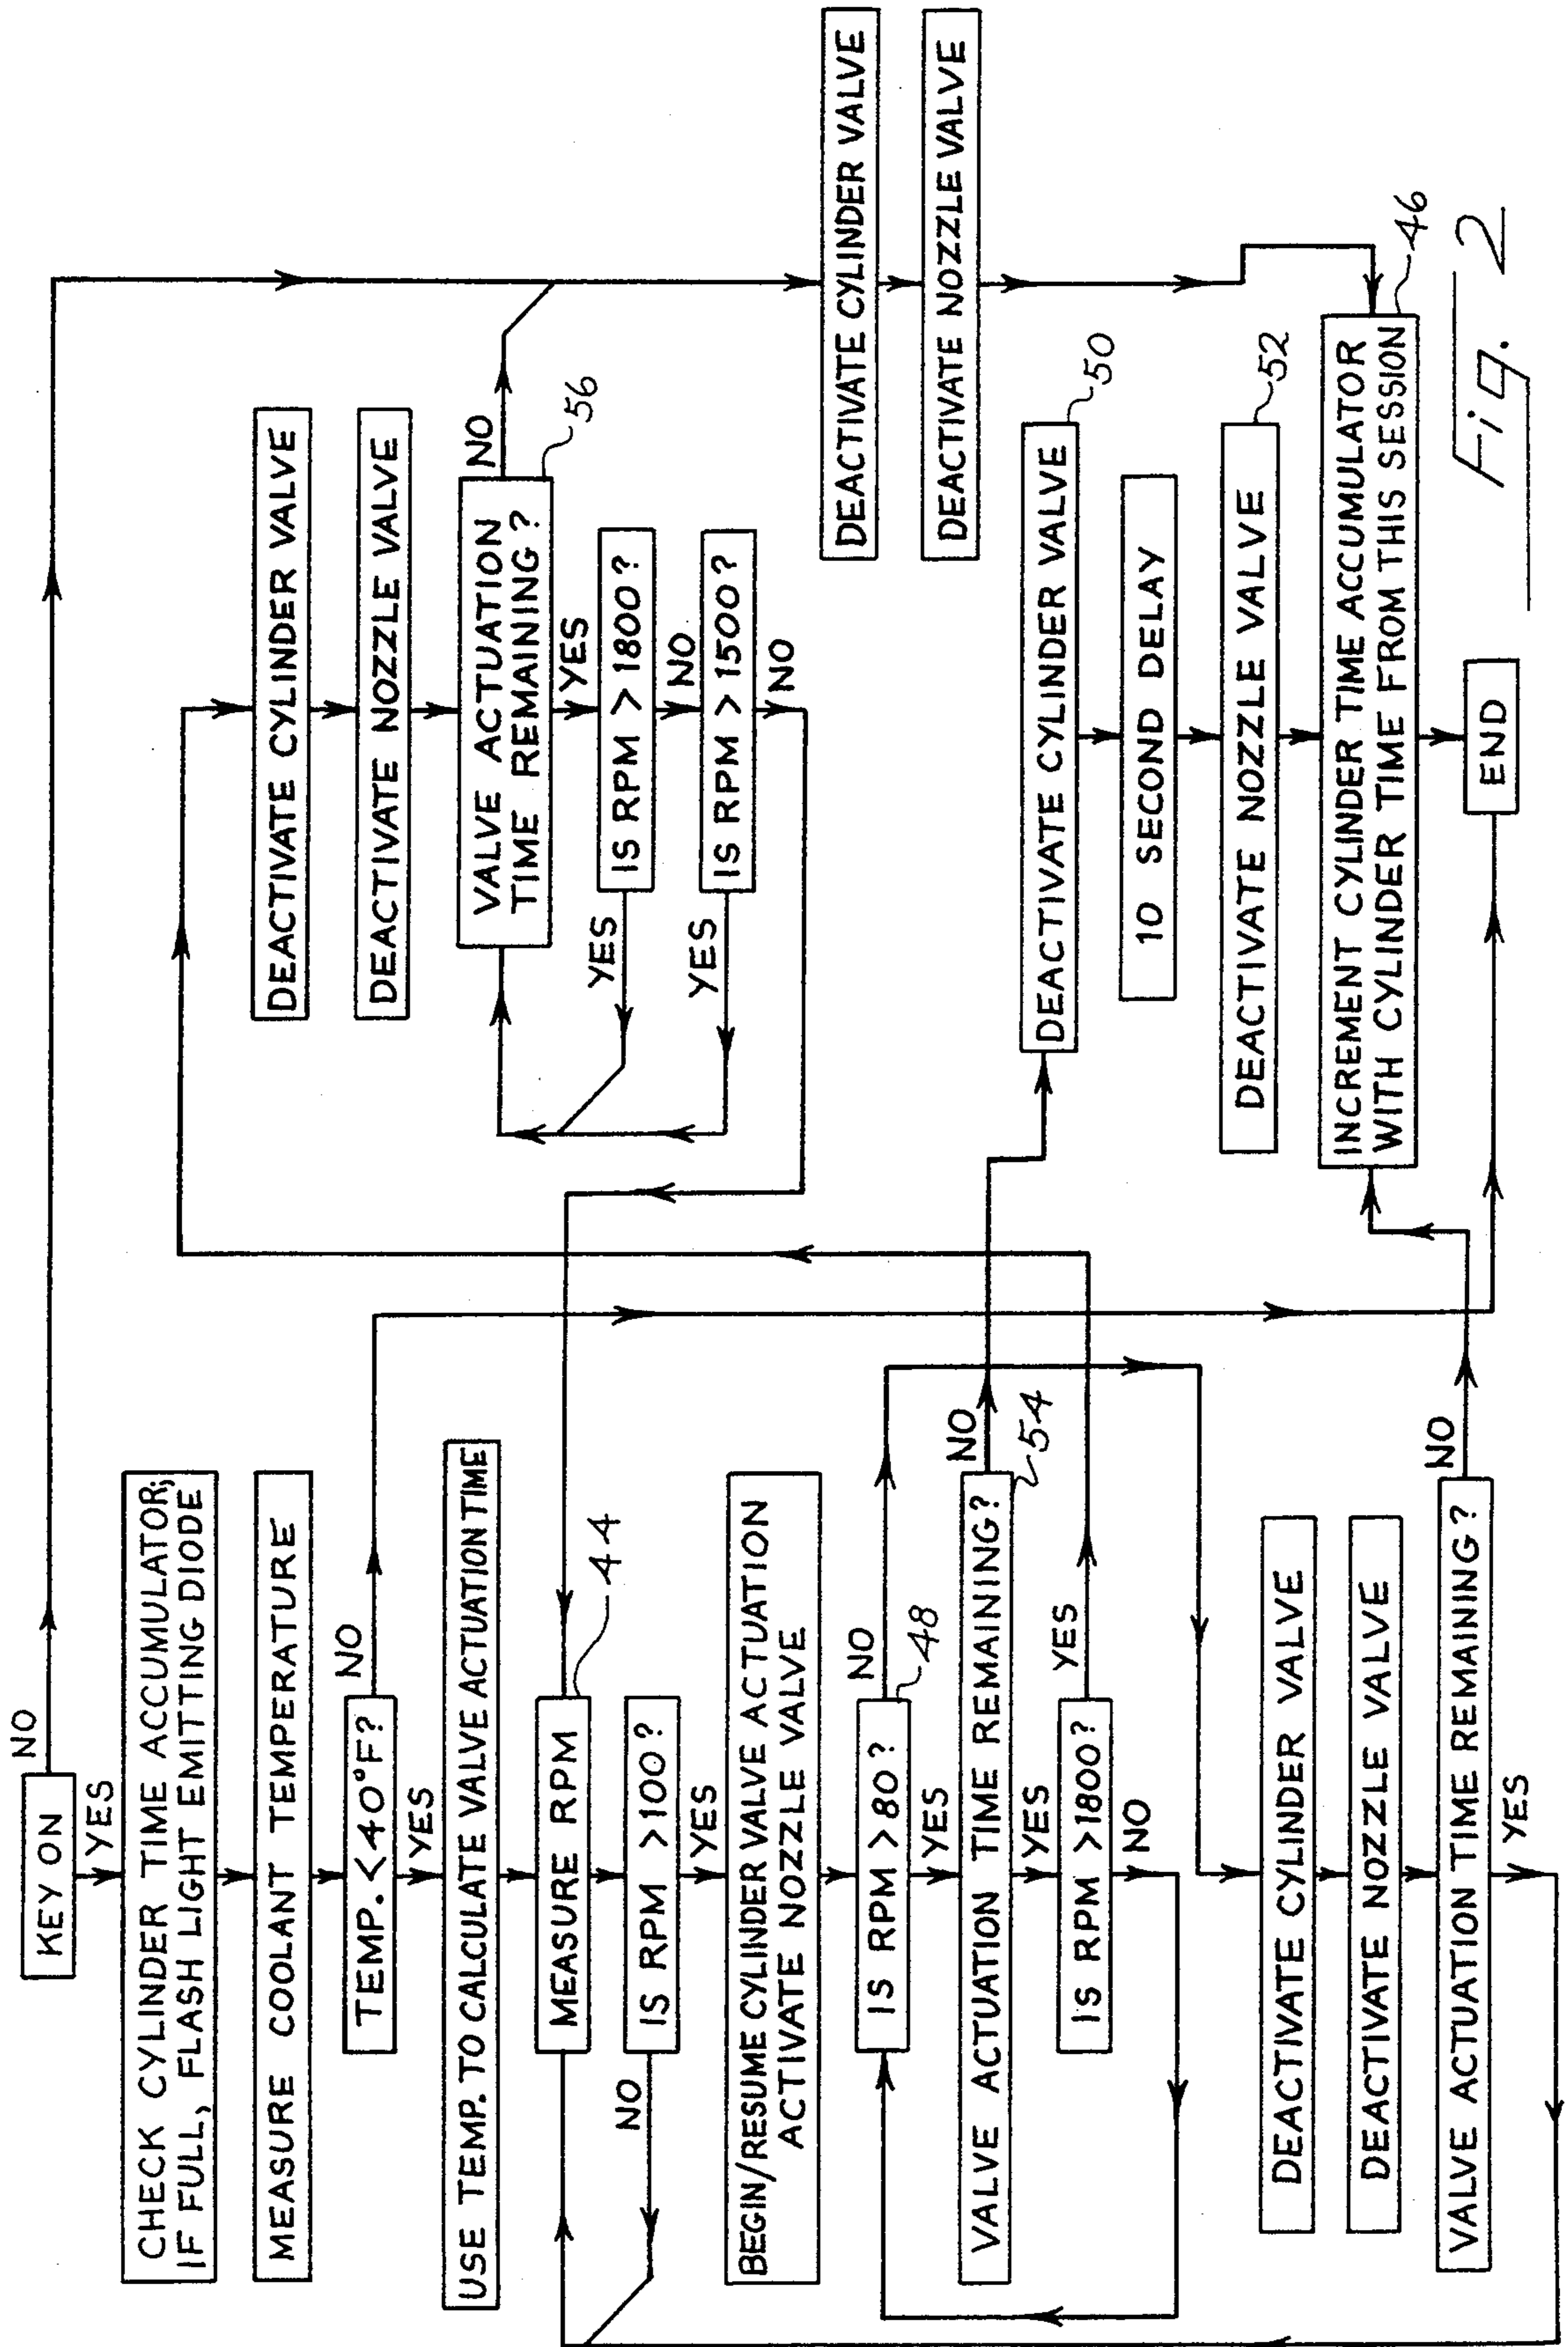 KEY ON
NO
YES
CHECK CYLINDER TIME ACCUMULATOR;
IF FULL, FLASH LIGHT EMITTING DIODE
MEASURE COOLANT TEMPERATURE
TEMP. <40°F?
NO
YES
USE TEMP. TO CALCULATE VALVE ACTUATION TIME
MEASURE RPM
44
IS RPM >100?
NO
YES
BEGIN/RESUME CYLINDER VALVE ACTUATION
ACTIVATE NOZZLE VALVE
IS RPM >80?
NO
48
YES
VALVE ACTUATION TIME REMAINING?
NO
54
YES
IS RPM >1800?
YES
NO
DEACTIVATE CYLINDER VALVE
DEACTIVATE NOZZLE VALVE
VALVE ACTUATION TIME REMAINING?
NO
YES
DEACTIVATE CYLINDER VALVE
DEACTIVATE NOZZLE VALVE
VALVE ACTUATION
TIME REMAINING?
NO
56
YES
IS RPM >1800?
YES
NO
IS RPM >1500?
YES
NO
DEACTIVATE CYLINDER VALVE
DEACTIVATE NOZZLE VALVE
DEACTIVATE CYLINDER VALVE
50
10 SECOND DELAY
DEACTIVATE NOZZLE VALVE
52
INCREMENT CYLINDER TIME ACCUMULATOR
WITH CYLINDER TIME FROM THIS SESSION
46
END
Fig. 2